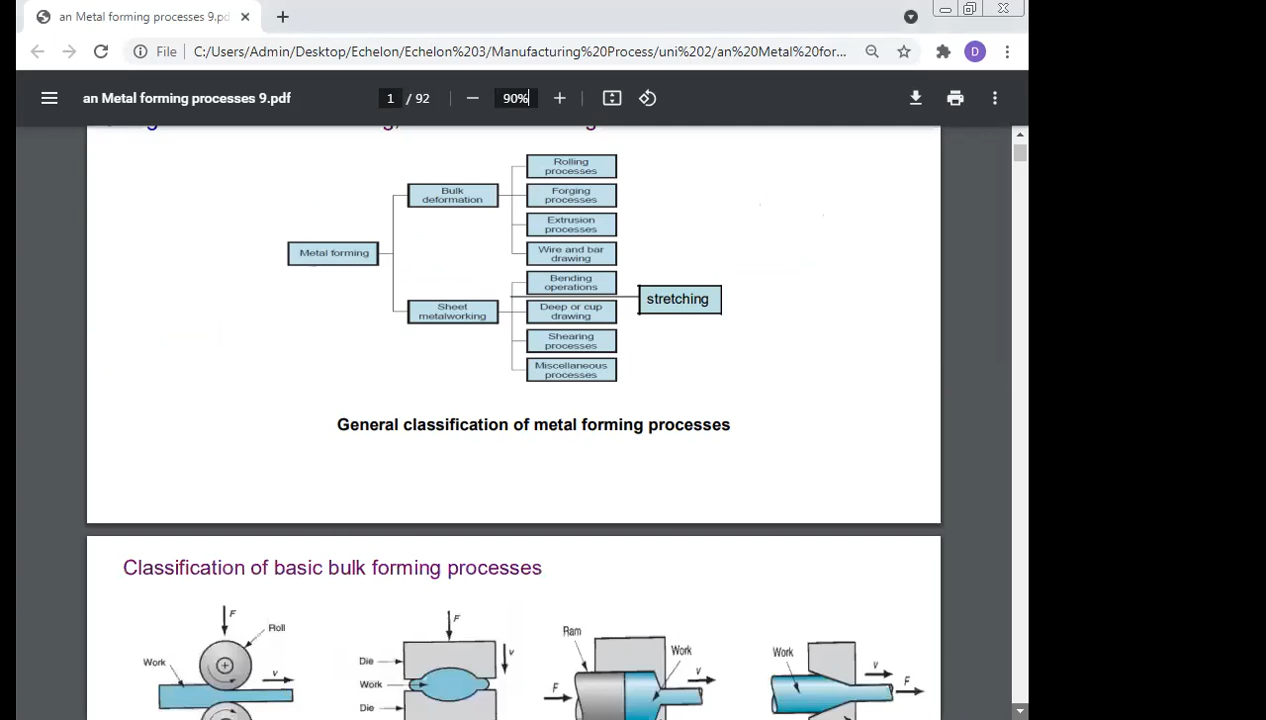 an Metal forming processes 9.pd
File
C:/Users/Admin/Desktop/Echelon/Echelon%203/Manufacturing%20Process/uni%202/an%20Metal%20for...
D
an Metal forming processes 9.pdf
1 / 92
90%
Rolling
processes
Bulk
deformation
Forging
processes
Extrusion
processes
Metal forming
Wire and bar
drawing
Bending
operations
stretching
Sheet
metalworking
Deep or cup
drawing
Shearing
processes
Miscellaneous
processes
General classification of metal forming processes
Classification of basic bulk forming processes
F
Roll
Work
v
F
Die
v
Work
Die
Ram
Work
v
F
Work
v
F